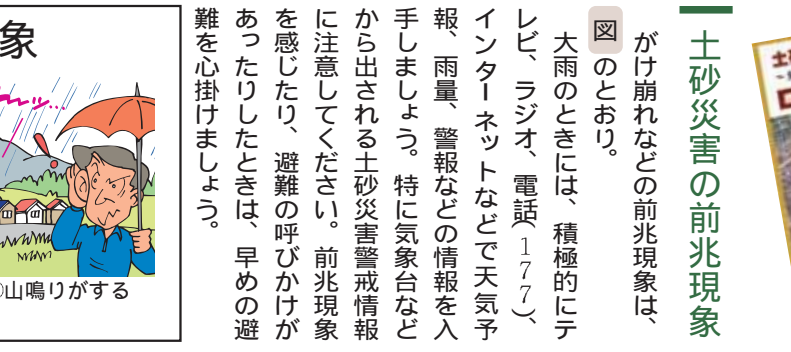 土砂災害の前兆現象
がけ崩れなどの前兆現象は、
図のとおり。
大雨のときには、積極的にテ
レビ、ラジオ、電話(177)、
インターネットなどで天気予
報、雨量、警報などの情報を入
手しましょう。特に気象台など
から出される土砂災害警戒情報
に注意してください。前兆現象
を感じたり、避難の呼びかけが
あったりしたときは、早めの避
難を心掛けましょう。
象
山鳴りがする